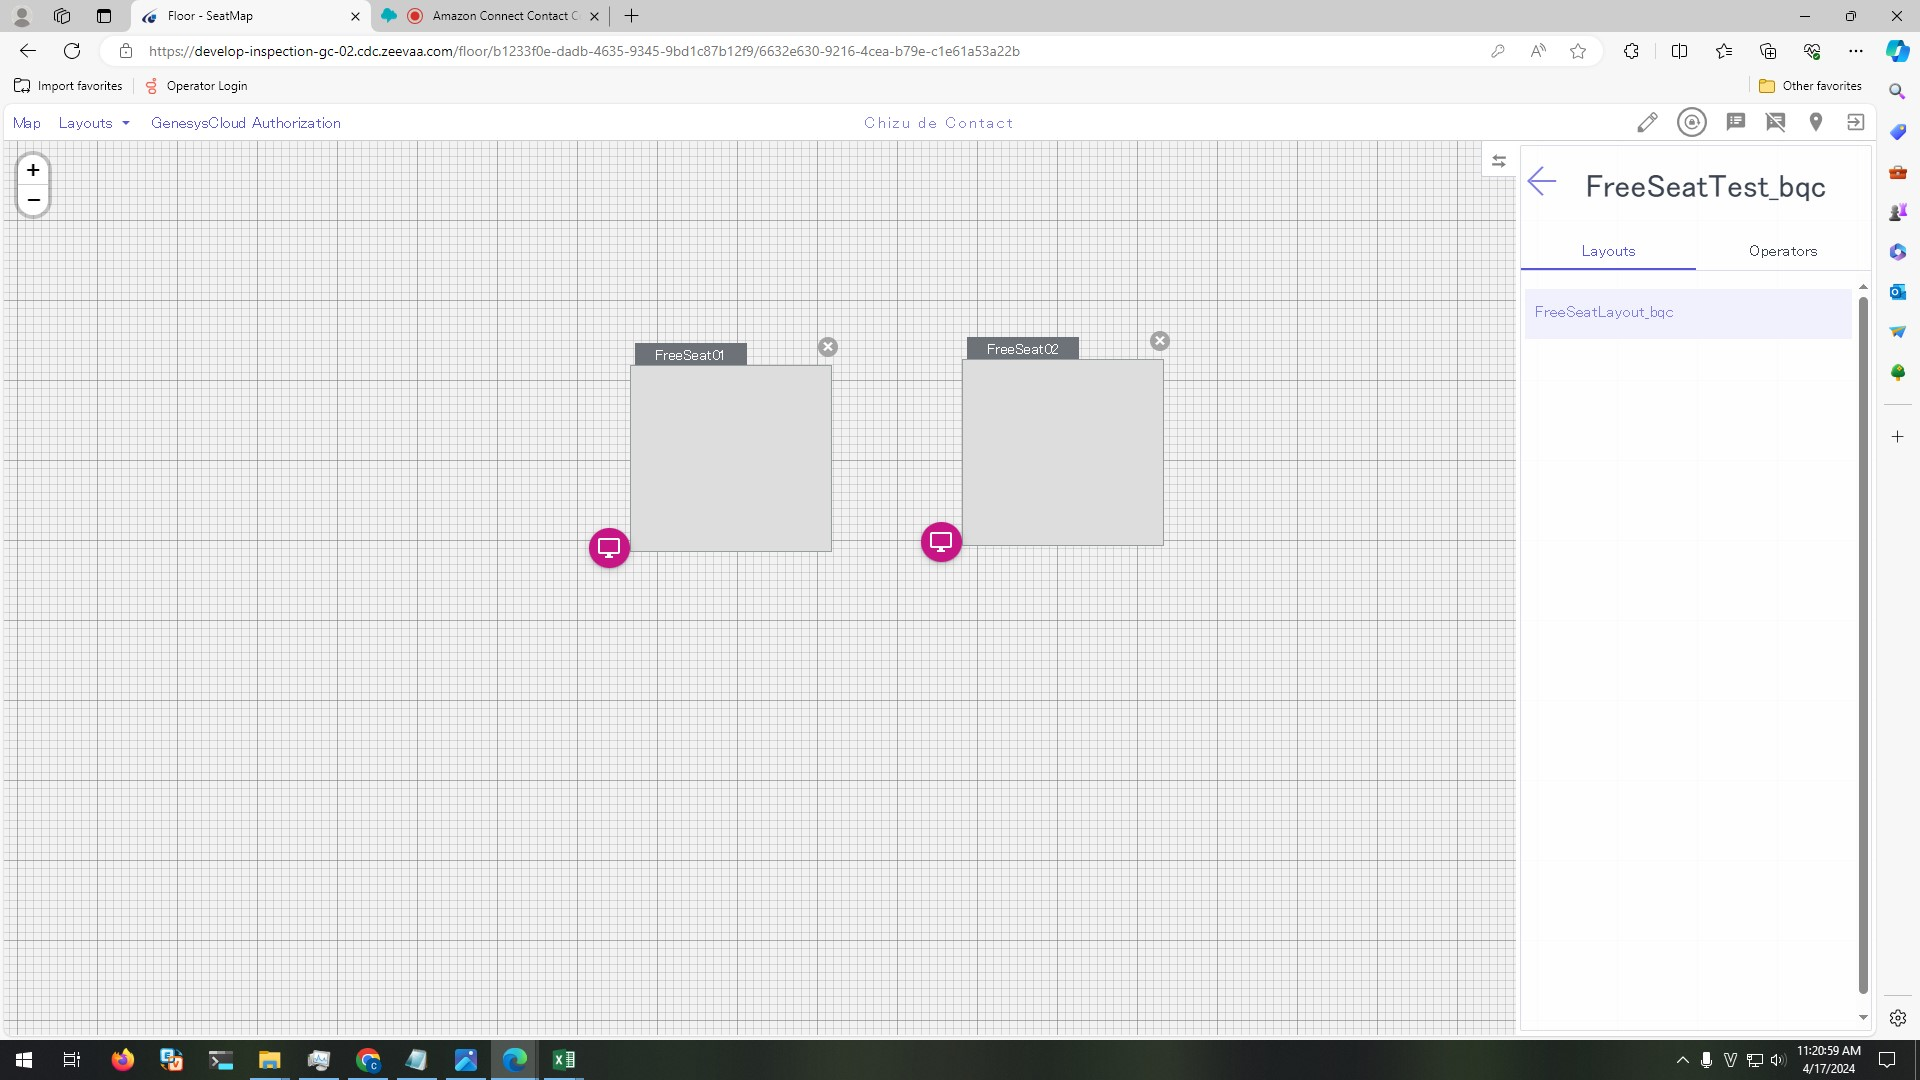 Floor - SeatMap
Amazon Connect Contact C
https://develop-inspection-gc-02.cdc.zeevaa.com/floor/b1233f0e-dadb-4635-9345-9bd1c87b12f9/6632e630-9216-4cea-b79e-c1e61a53a22b
Import favorites
Operator Login
Other favorites
Map
Layouts
GenesysCloud Authorization
Chizu de Contact
+
−
FreeSeatTest_bqc
Layouts
Operators
FreeSeatLayout_bqc
FreeSeat01
FreeSeat02
11:20:59 AM
4/17/2024